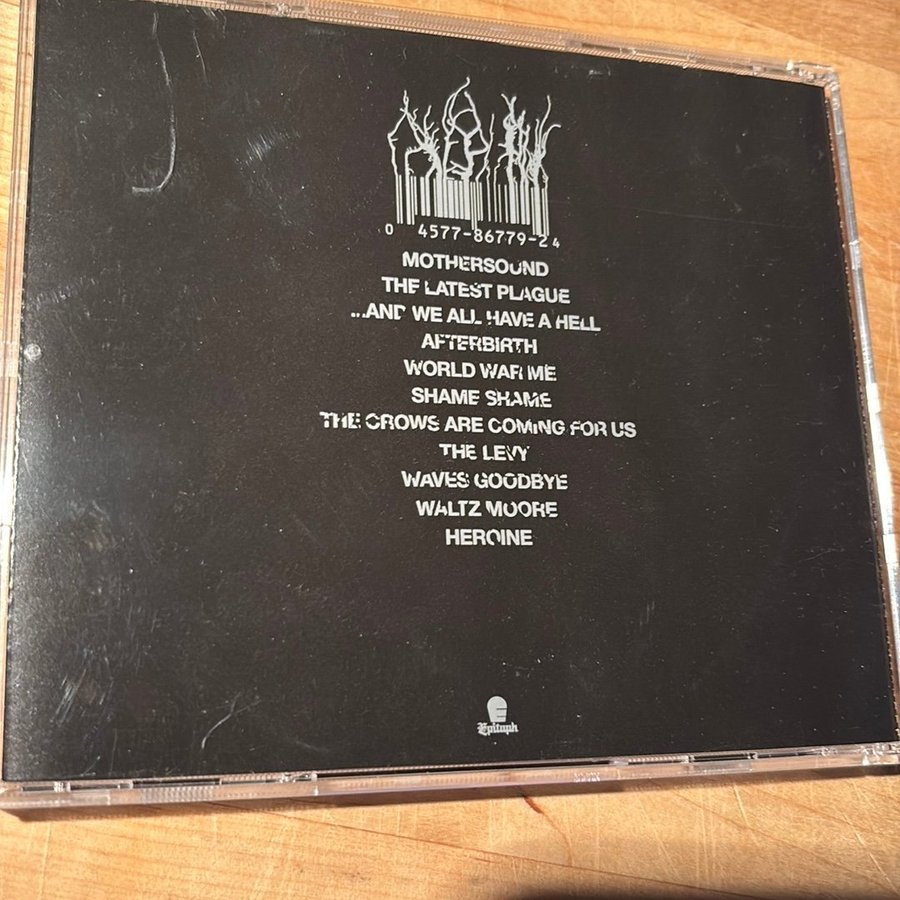 0 4577-86779-2 4
MOTHERSOUND
THE LATEST PLAGUE
...AND WE ALL HAVE A HELL
AFTERBIRTH
WORLD WAR ME
SHAME SHAME
THE CROWS ARE COMING FOR US
THE LEVY
WAVES GOODBYE
WALTZ MOORE
HEROINE
Epitaph